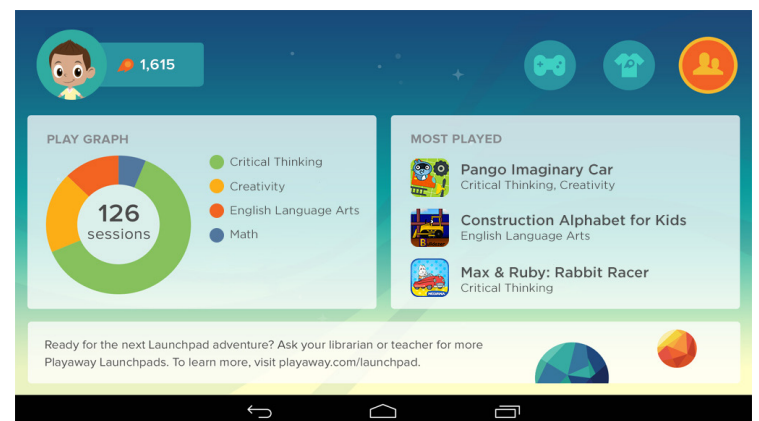 1,615
PLAY GRAPH
126
sessions
Critical Thinking
Creativity
English Language Arts
Math
MOST PLAYED
Pango Imaginary Car
Critical Thinking, Creativity
Construction Alphabet for Kids
English Language Arts
B
Max & Ruby: Rabbit Racer
Critical Thinking
Ready for the next Launchpad adventure? Ask your librarian or teacher for more
Playaway Launchpads. To learn more, visit playaway.com/launchpad.